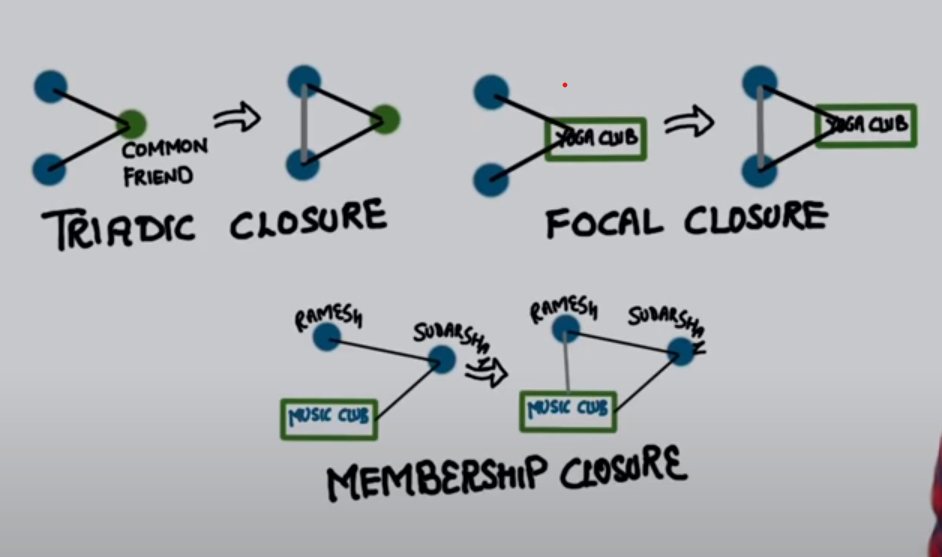 COMMON
FRIEND
TRIADIC CLOSURE
YOGA CLUB
YOGA CLUB
FOCAL CLOSURE
RAMESH
SUDARSHAN
MUSIC CLUB
RAMESH
SUDARSHAN
MUSIC CLUB
MEMBERSHIP CLOSURE